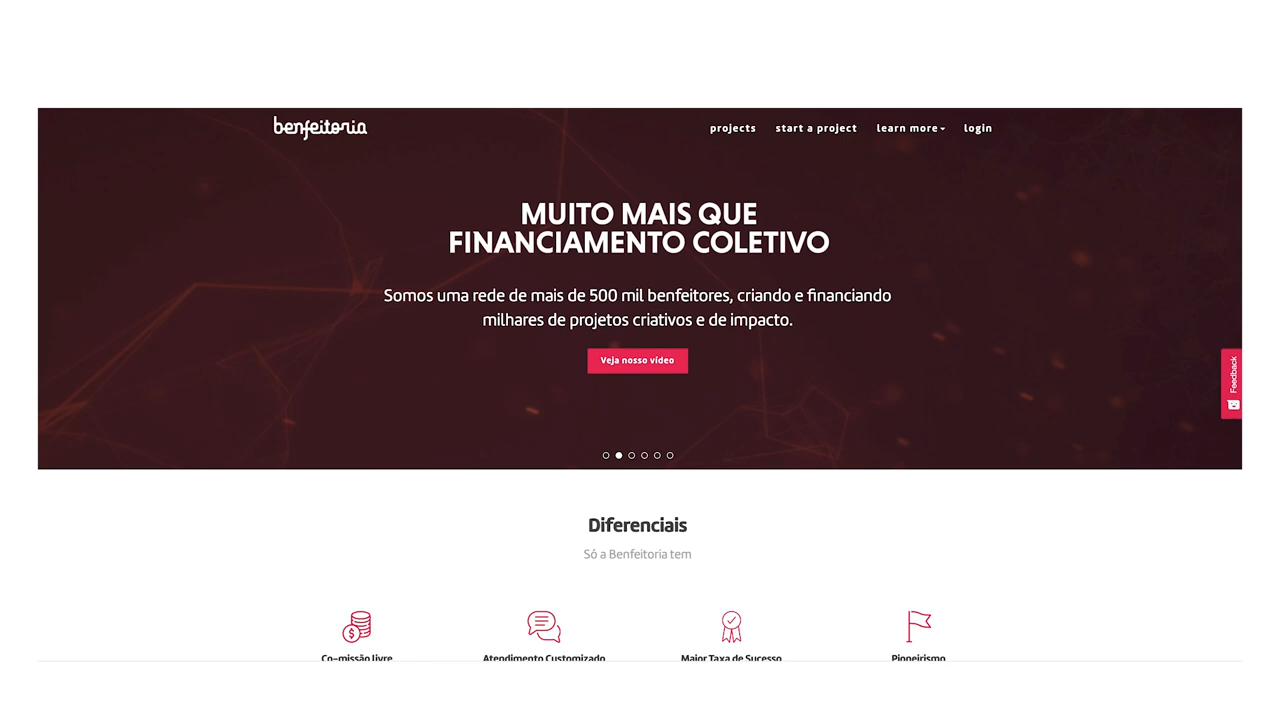 benfeitoria
projects start a project learn more login
MUITO MAIS QUE
FINANCIAMENTO COLETIVO
Somos uma rede de mais de 500 mil benfeitores, criando e financiando
milhares de projetos criativos e de impacto.
Veja nosso vídeo
Feedback
Diferenciais
Só a Benfeitoria tem
Co-missão livre Atendimento Customizado Maior Taxa de Sucesso Pioneirismo